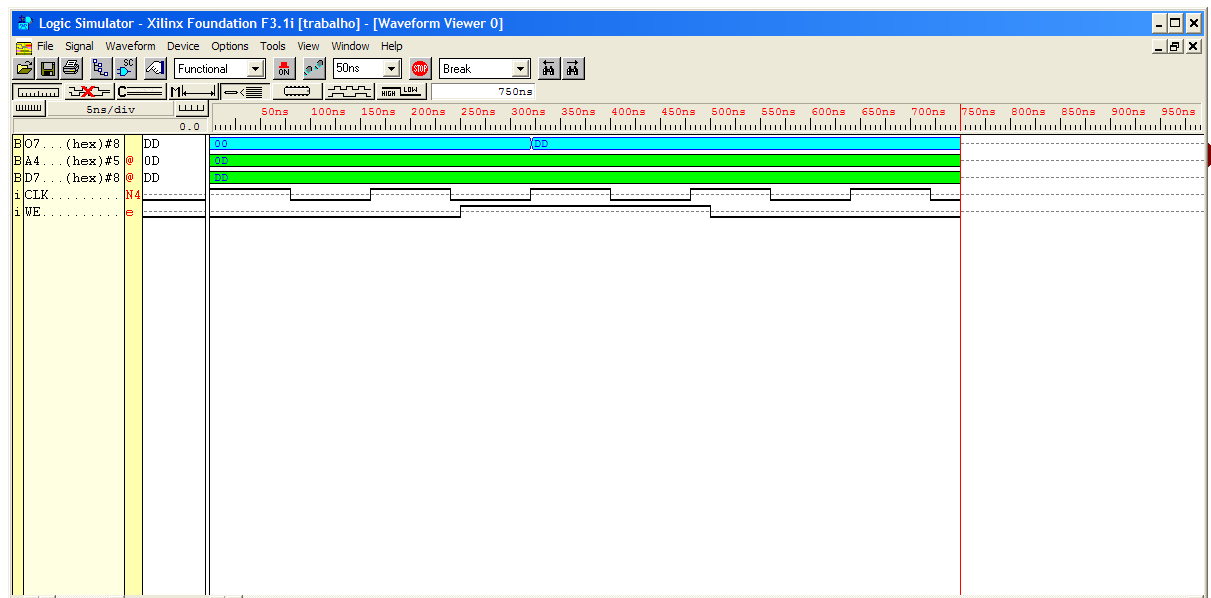 Logic Simulator - Xilinx Foundation F3.1i [trabalho] - [Waveform Viewer 0]
File Signal Waveform Device Options Tools View Window Help
SC Functional ON 50ns STOP Break
C M HIGH LOW 750ns
5ns/div
0.0
50ns 100ns 150ns 200ns 250ns 300ns 350ns 400ns 450ns 500ns 550ns 600ns 650ns 700ns 750ns 800ns 850ns 900ns 950ns
B O7...(hex)#8 DD 00 DD
B A4...(hex)#5 @ 0D 0D
B D7...(hex)#8 @ DD DD
i CLK......... N4
i WE.......... e